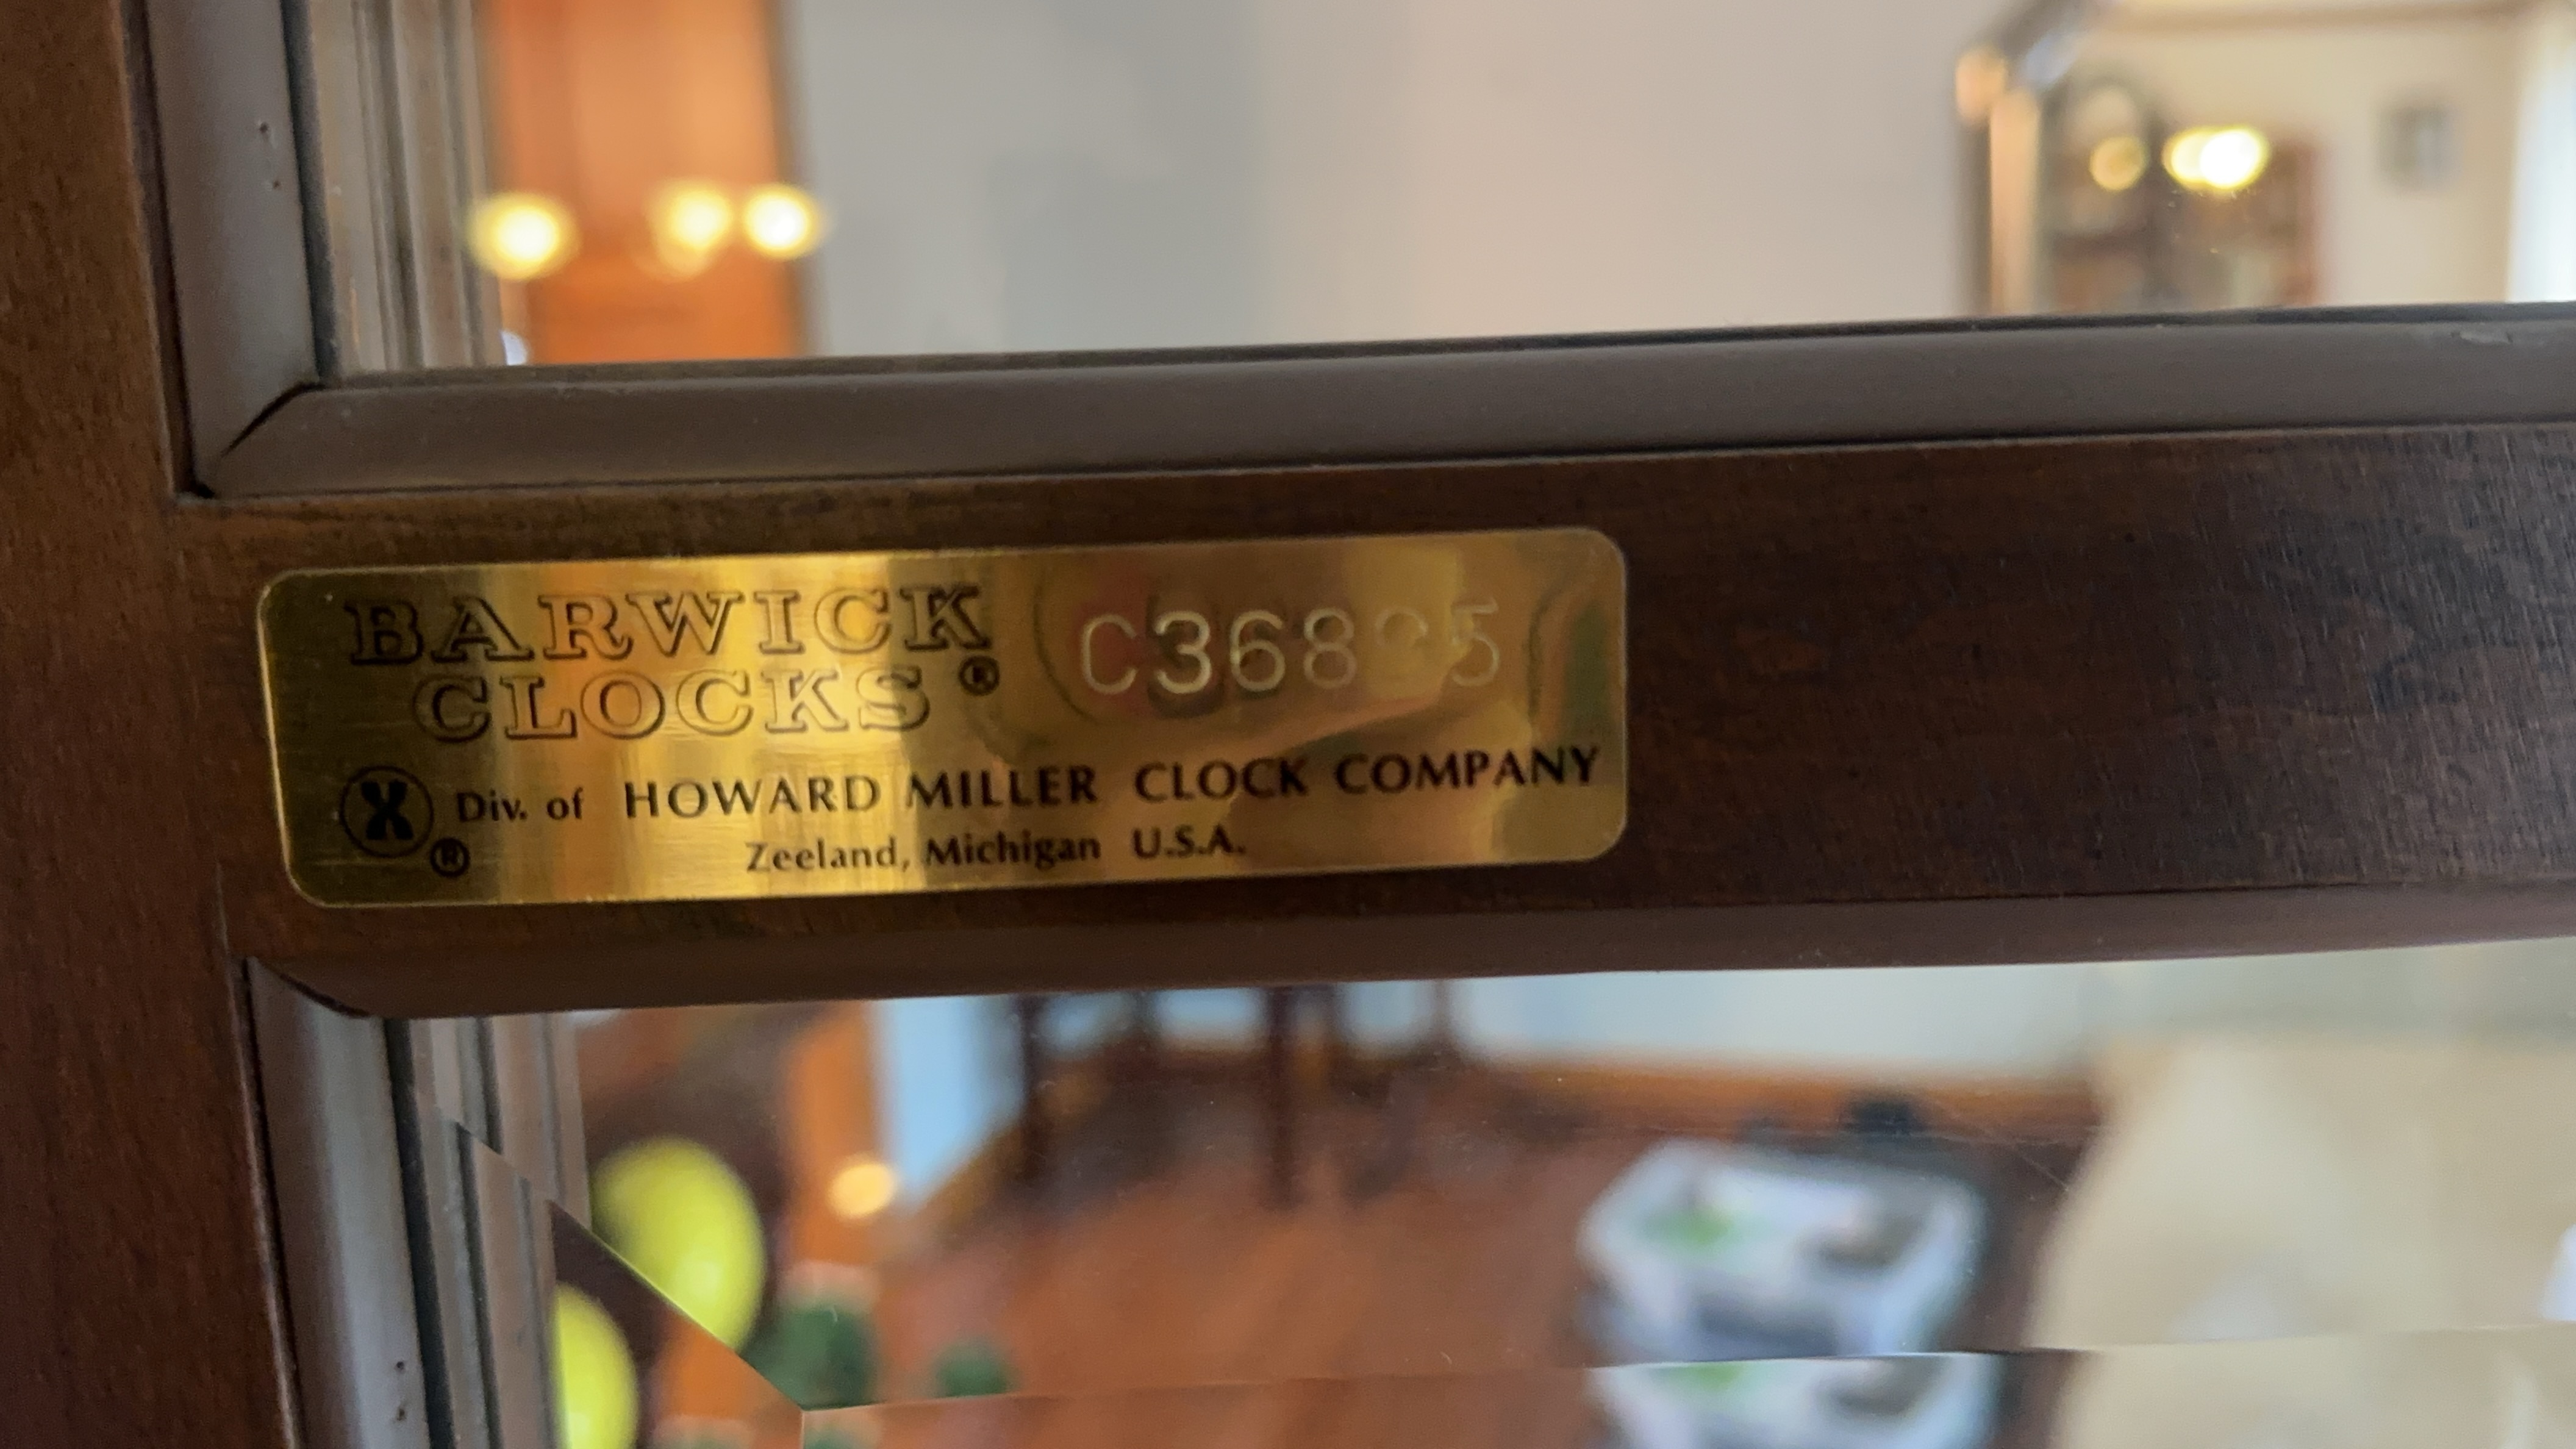 BARWICK
CLOCKS®
Div. of HOWARD MILLER CLOCK COMPANY
®
Zeeland, Michigan U.S.A.